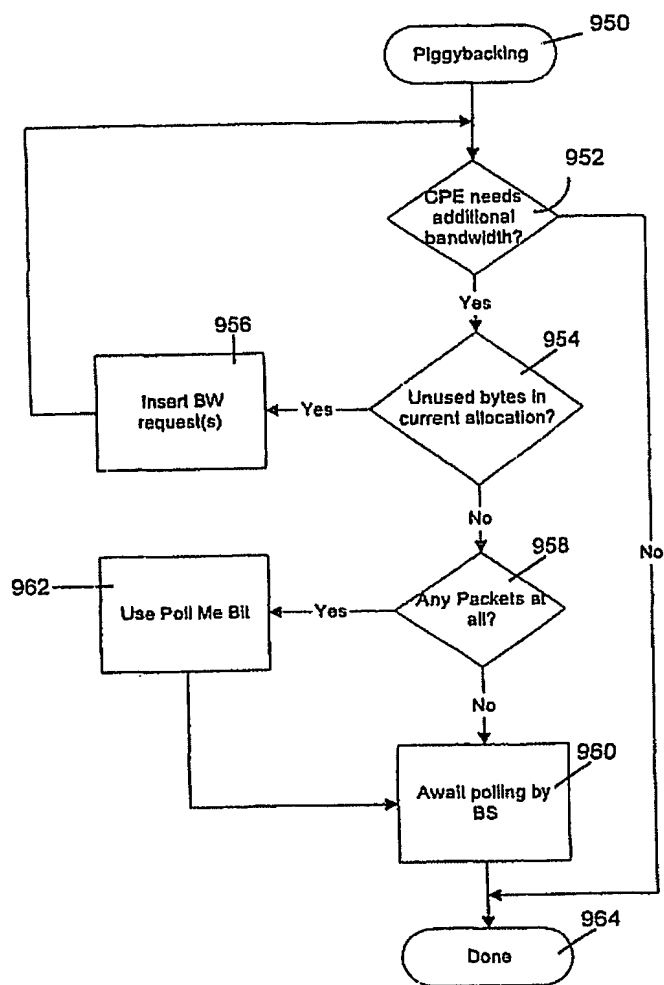 Piggybacking
950
952
CPE needs
additional
bandwidth?
Yes
954
956
Insert BW
request(s)
Yes
Unused bytes in
current allocation?
No
No
958
962
Use Poll Me Bit
Yes
Any Packets at
all?
No
960
Await polling by
BS
964
Done